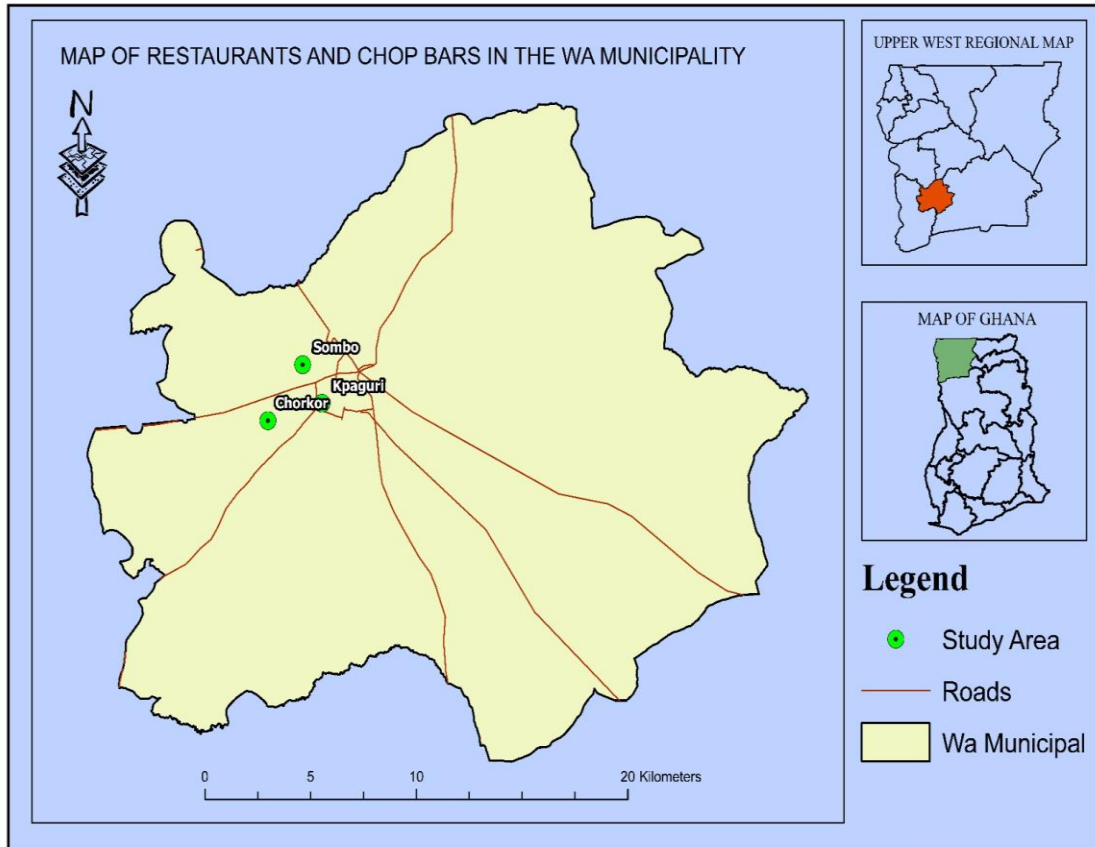 MAP OF RESTAURANTS AND CHOP BARS IN THE WA MUNICIPALITY
N
Sombo
Kpaguri
Chorkor
0 5 10 20 Kilometers
UPPER WEST REGIONAL MAP
MAP OF GHANA
Legend
Study Area
Roads
Wa Municipal